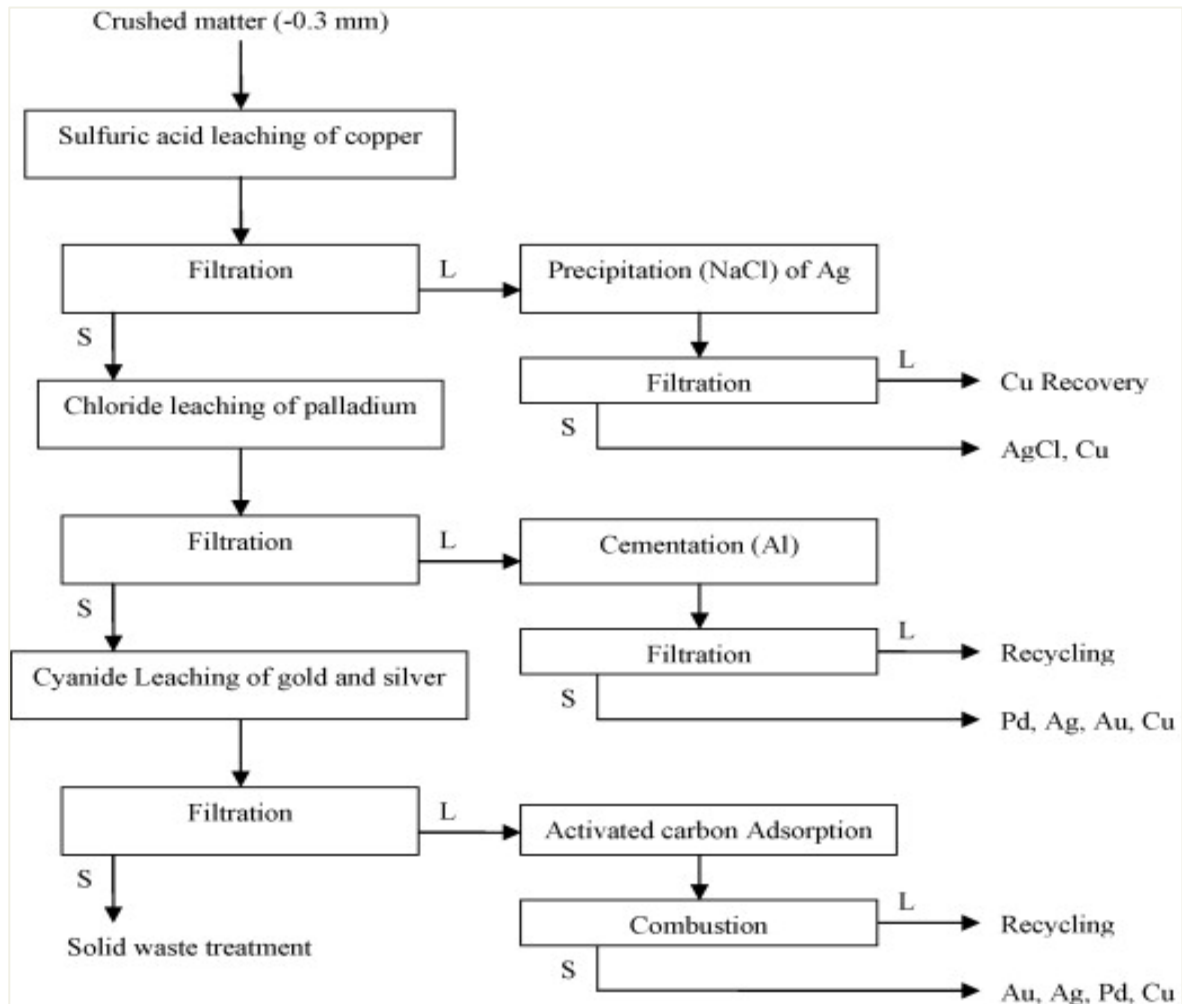 Crushed matter (-0.3 mm)
Sulfuric acid leaching of copper
Filtration
L
Precipitation (NaCl) of Ag
S
Filtration
L
Cu Recovery
S
AgCl, Cu
Chloride leaching of palladium
Filtration
L
Cementation (Al)
S
Filtration
L
Recycling
S
Pd, Ag, Au, Cu
Cyanide Leaching of gold and silver
Filtration
L
Activated carbon Adsorption
S
Combustion
L
Recycling
S
Au, Ag, Pd, Cu
Solid waste treatment